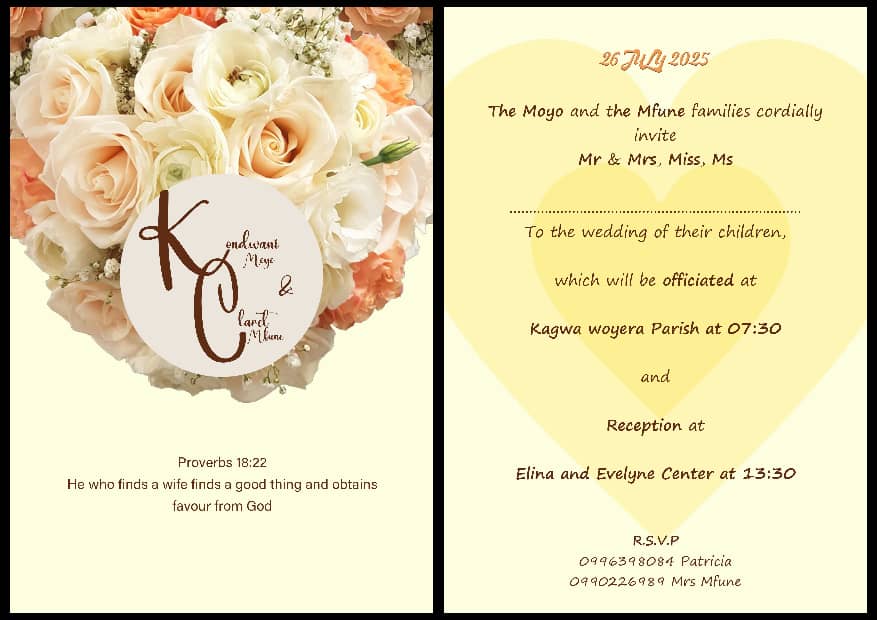 Kondwani
Moyo
&
Claret
Mfune
Proverbs 18:22
He who finds a wife finds a good thing and obtains
favour from God
26 JULY 2025
The Moyo and the Mfune families cordially
invite
Mr & Mrs, Miss, Ms
To the wedding of their children,
which will be officiated at
Kagwa woyera Parish at 07:30
and
Reception at
Elina and Evelyne Center at 13:30
R.S.V.P
0996398084 Patricia
0990226989 Mrs Mfune